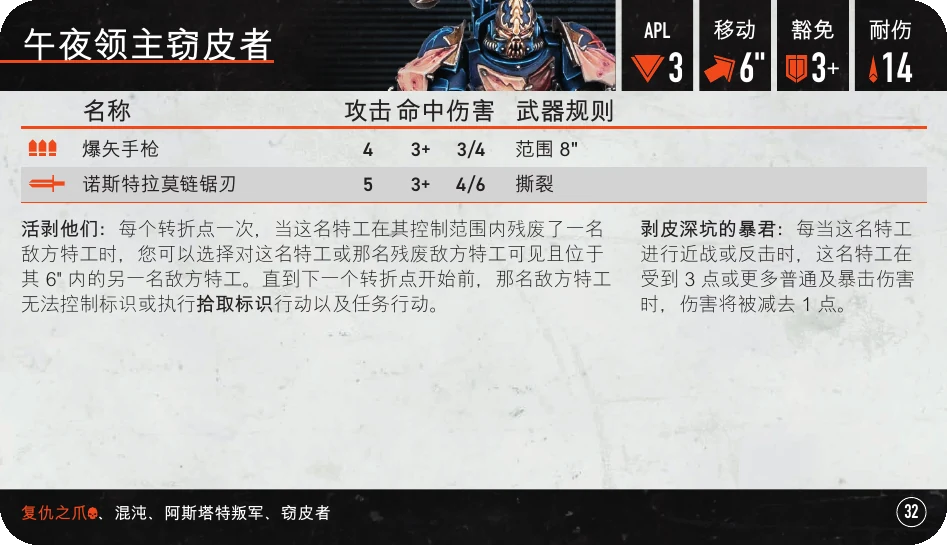 午夜领主窃皮者
APL 移动 豁免 耐伤
3 6" 3+ 14
名称 攻击 命中 伤害 武器规则
爆矢手枪 4 3+ 3/4 范围 8"
诺斯特拉莫链锯刃 5 3+ 4/6 撕裂
活剥他们：每个转折点一次，当这名特工在其控制范围内残废了一名
敌方特工时，您可以选择对这名特工或那名残废敌方特工可见且位于
其 6" 内的另一名敌方特工。直到下一个转折点开始前，那名敌方特工
无法控制标识或执行拾取标识行动以及任务行动。
剥皮深坑的暴君：每当这名特工
进行近战或反击时，这名特工在
受到 3 点或更多普通及暴击伤害
时，伤害将被减去 1 点。
复仇之爪、混沌、阿斯塔特叛军、窃皮者
32